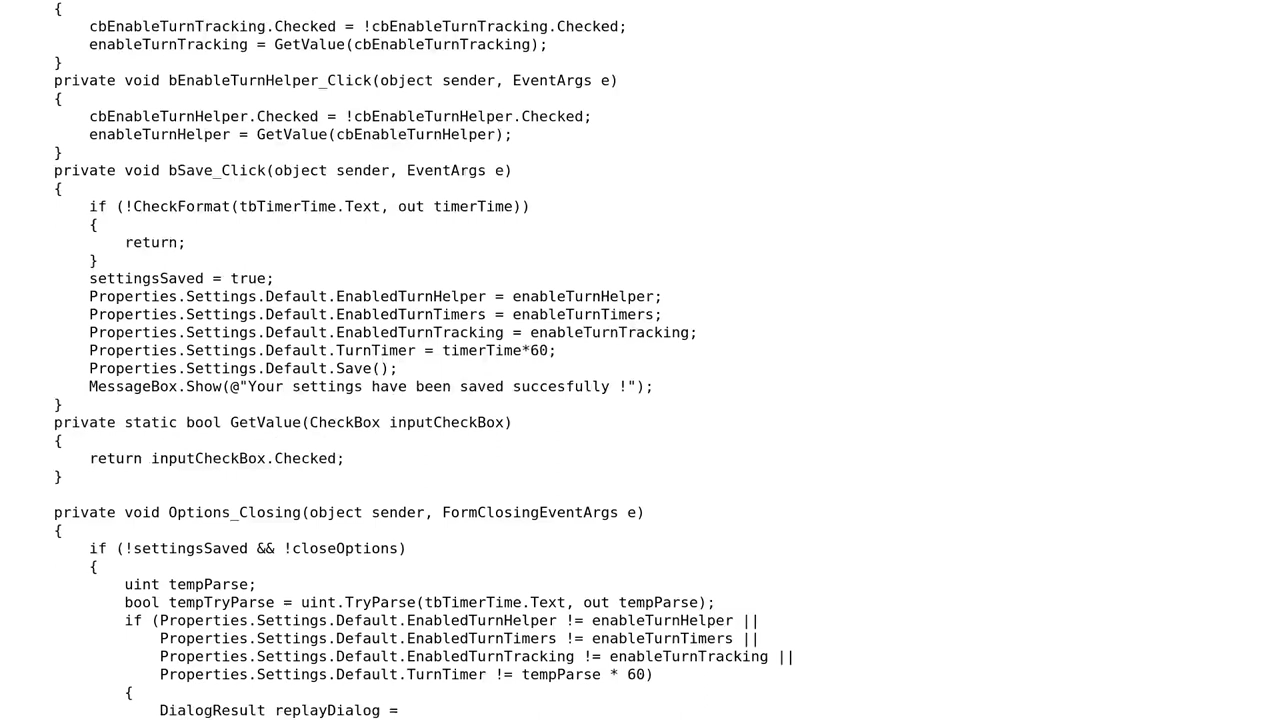 {
cbEnableTurnTracking.Checked = !cbEnableTurnTracking.Checked;
enableTurnTracking = GetValue(cbEnableTurnTracking);
}
private void bEnableTurnHelper_Click(object sender, EventArgs e)
{
cbEnableTurnHelper.Checked = !cbEnableTurnHelper.Checked;
enableTurnHelper = GetValue(cbEnableTurnHelper);
}
private void bSave_Click(object sender, EventArgs e)
{
if (!CheckFormat(tbTimerTime.Text, out timerTime))
{
return;
}
settingsSaved = true;
Properties.Settings.Default.EnabledTurnHelper = enableTurnHelper;
Properties.Settings.Default.EnabledTurnTimers = enableTurnTimers;
Properties.Settings.Default.EnabledTurnTracking = enableTurnTracking;
Properties.Settings.Default.TurnTimer = timerTime*60;
Properties.Settings.Default.Save();
MessageBox.Show(@"Your settings have been saved succesfully !");
}
private static bool GetValue(CheckBox inputCheckBox)
{
return inputCheckBox.Checked;
}
private void Options_Closing(object sender, FormClosingEventArgs e)
{
if (!settingsSaved && !closeOptions)
{
uint tempParse;
bool tempTryParse = uint.TryParse(tbTimerTime.Text, out tempParse);
if (Properties.Settings.Default.EnabledTurnHelper != enableTurnHelper ||
Properties.Settings.Default.EnabledTurnTimers != enableTurnTimers ||
Properties.Settings.Default.EnabledTurnTracking != enableTurnTracking ||
Properties.Settings.Default.TurnTimer != tempParse * 60)
{
DialogResult replayDialog =